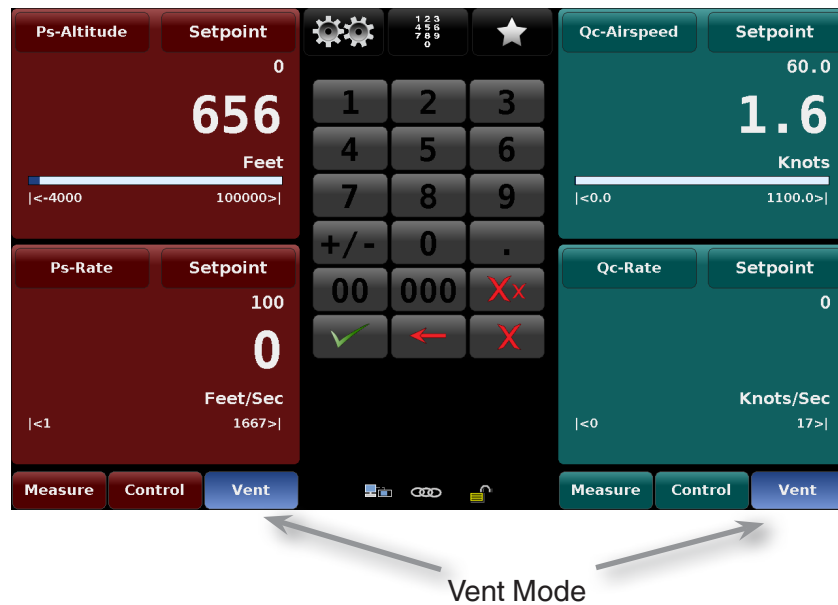 Ps-Altitude Setpoint
0
656
Feet
|<-4000 100000>|
Ps-Rate Setpoint
100
0
Feet/Sec
|<1 1667>|
Measure Control Vent
1 2 3
4 5 6
7 8 9
0
1 2 3
4 5 6
7 8 9
+/- 0 .
00 000 Xx
X
Qc-Airspeed Setpoint
60.0
1.6
Knots
|<0.0 1100.0>|
Qc-Rate Setpoint
0
Knots/Sec
|<0 17>|
Measure Control Vent
Vent Mode